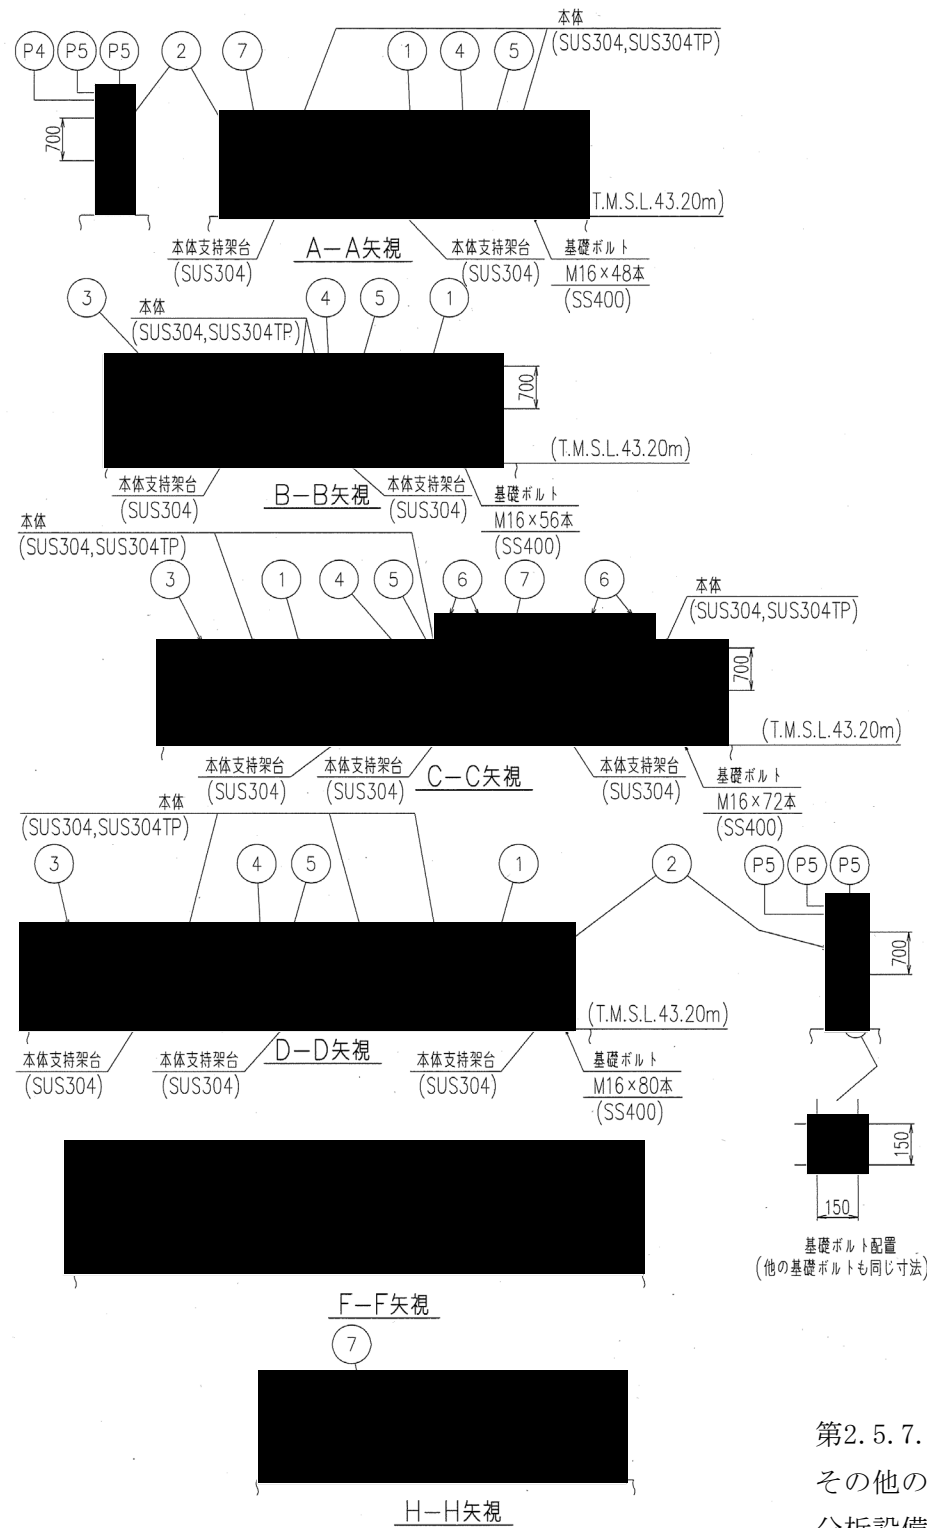 P4 P5 P5 2 7 1 4 5
本体
(SUS304,SUS304TP)
700
T.M.S.L.43.20m)
本体支持架台
(SUS304)
A－A矢視
本体支持架台
(SUS304)
基礎ボルト
M16×48本
(SS400)
3
本体
(SUS304,SUS304TP)
4 5 1
700
(T.M.S.L.43.20m)
本体支持架台
(SUS304)
B－B矢視
本体支持架台
(SUS304)
基礎ボルト
M16×56本
(SS400)
本体
(SUS304,SUS304TP)
3 1 4 5 6 7 6
本体
(SUS304,SUS304TP)
700
(T.M.S.L.43.20m)
本体支持架台
(SUS304)
本体支持架台
(SUS304)
C－C矢視
本体支持架台
(SUS304)
基礎ボルト
M16×72本
(SS400)
本体
(SUS304,SUS304TP)
3 4 5 1 2 P5 P5 P5
700
(T.M.S.L.43.20m)
本体支持架台
(SUS304)
本体支持架台
(SUS304)
D－D矢視
本体支持架台
(SUS304)
基礎ボルト
M16×80本
(SS400)
150
150
基礎ボルト配置
(他の基礎ボルトも同じ寸法)
F－F矢視
7
H－H矢視
第2.5.7.
その他の